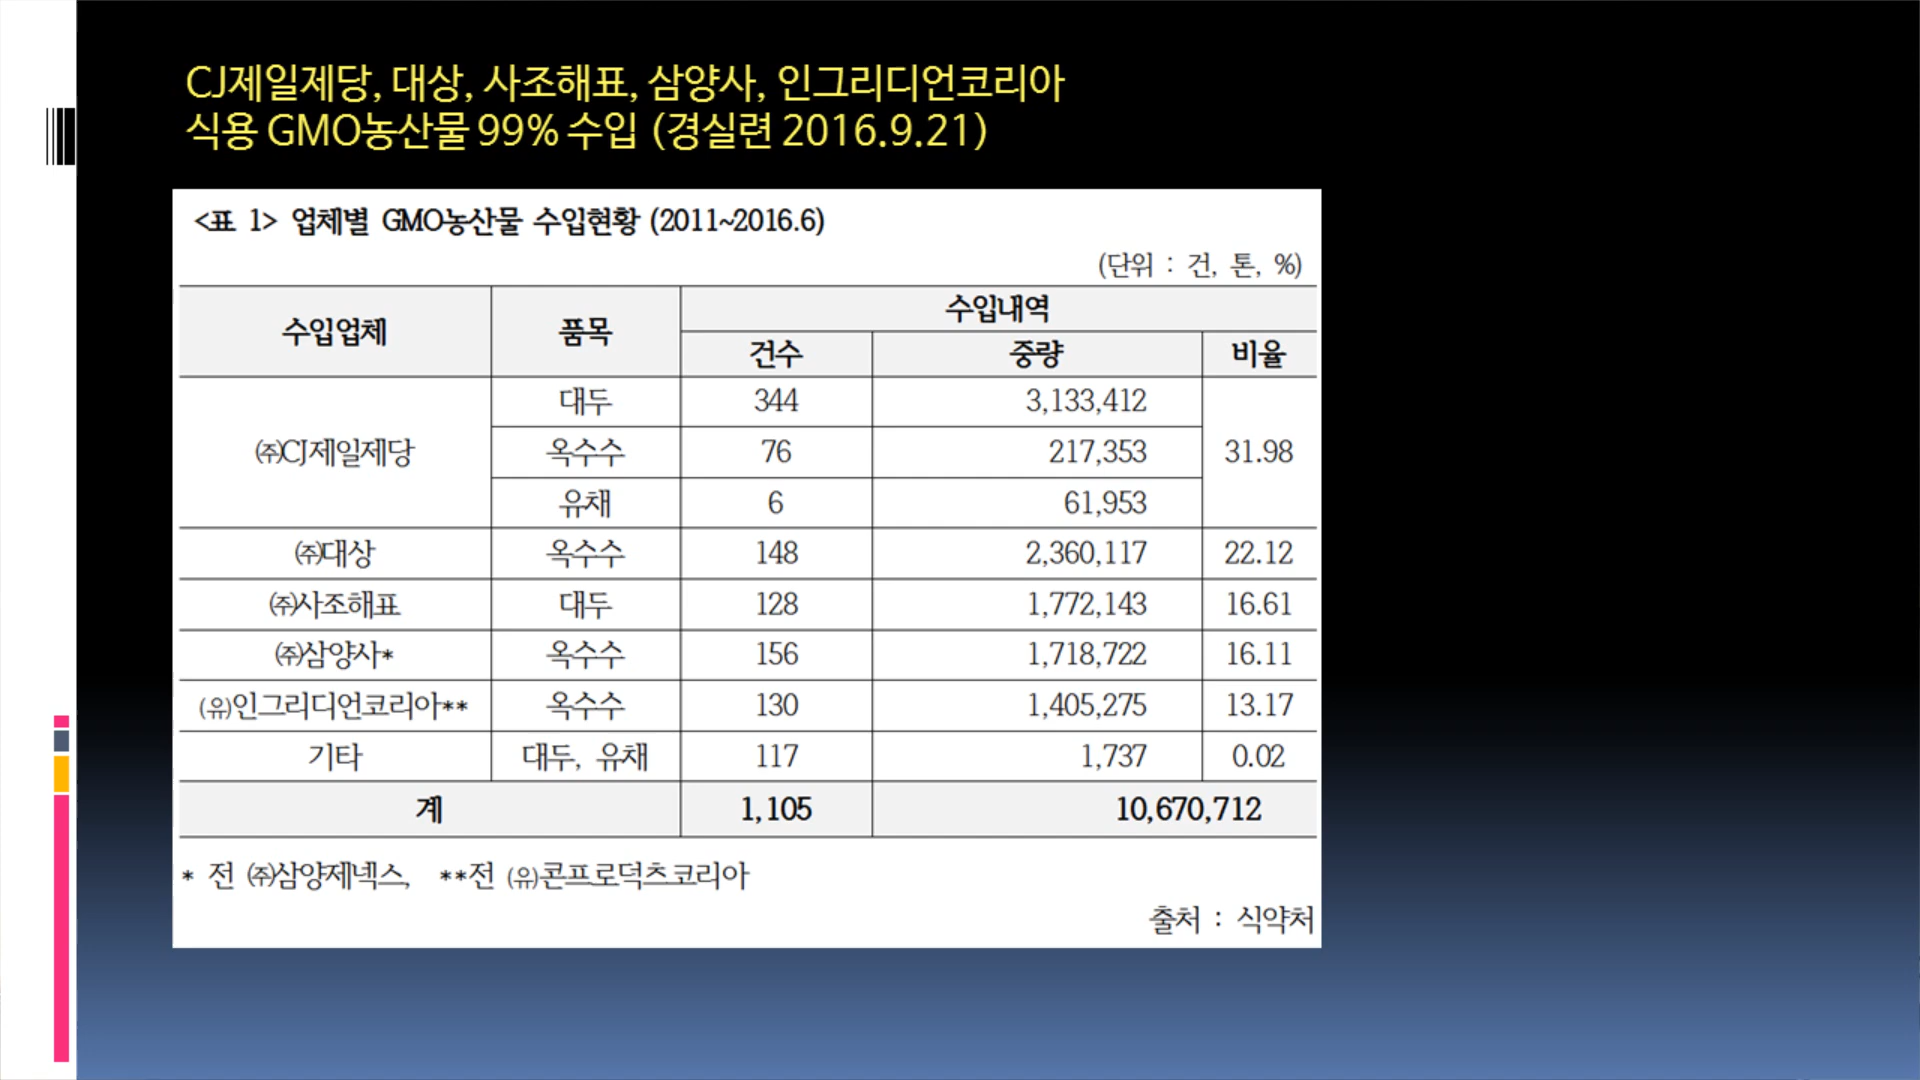 CJ제일제당, 대상, 사조해표, 삼양사, 인그리디언코리아
식용 GMO농산물 99% 수입 (경실련 2016.9.21)
<표 1> 업체별 GMO농산물 수입현황 (2011~2016.6)
(단위 : 건, 톤, %)
수입업체 품목 수입내역
건수 중량 비율
㈜CJ제일제당 대두 344 3,133,412 31.98
옥수수 76 217,353
유채 6 61,953
㈜대상 옥수수 148 2,360,117 22.12
㈜사조해표 대두 128 1,772,143 16.61
㈜삼양사* 옥수수 156 1,718,722 16.11
㈒인그리디언코리아** 옥수수 130 1,405,275 13.17
기타 대두, 유채 117 1,737 0.02
계 1,105 10,670,712
* 전 ㈜삼양제넥스, **전 (유)콘프로덕츠코리아
출처 : 식약처